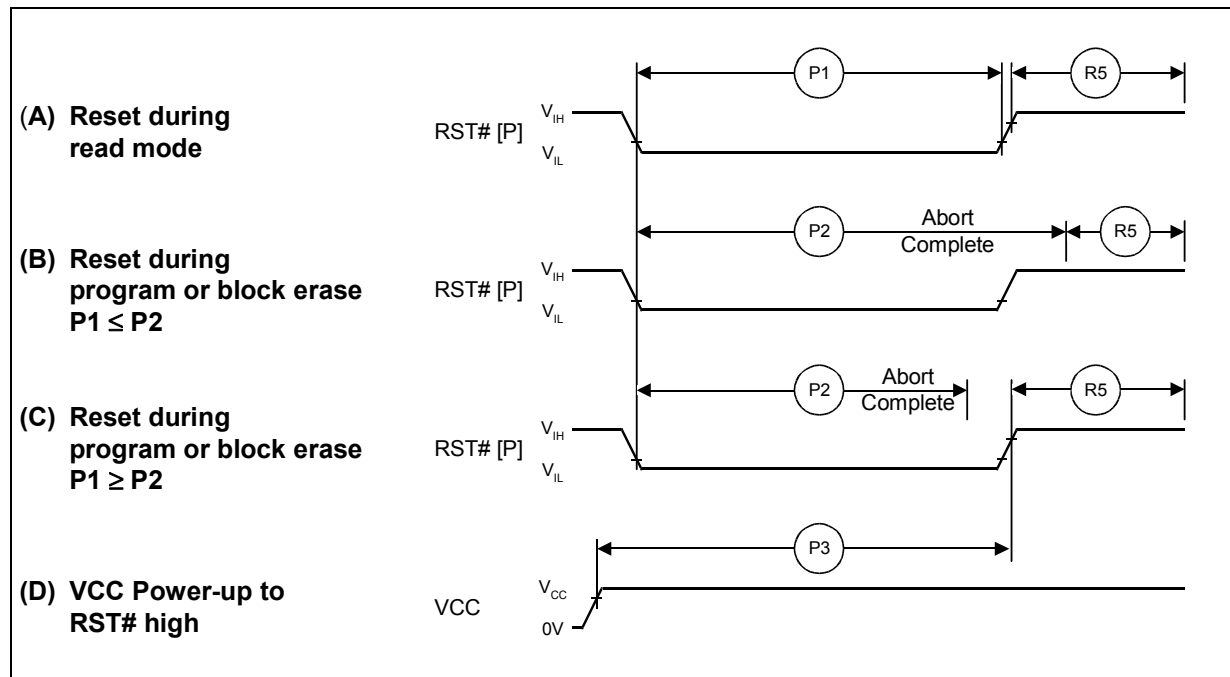 P1
R5
(A) Reset during
read mode
RST# [P]
VIH
VIL
P2
Abort
Complete
R5
(B) Reset during
program or block erase
P1 ≤ P2
RST# [P]
VIH
VIL
P2
Abort
Complete
R5
(C) Reset during
program or block erase
P1 ≥ P2
RST# [P]
VIH
VIL
P3
(D) VCC Power-up to
RST# high
VCC
VCC
0V